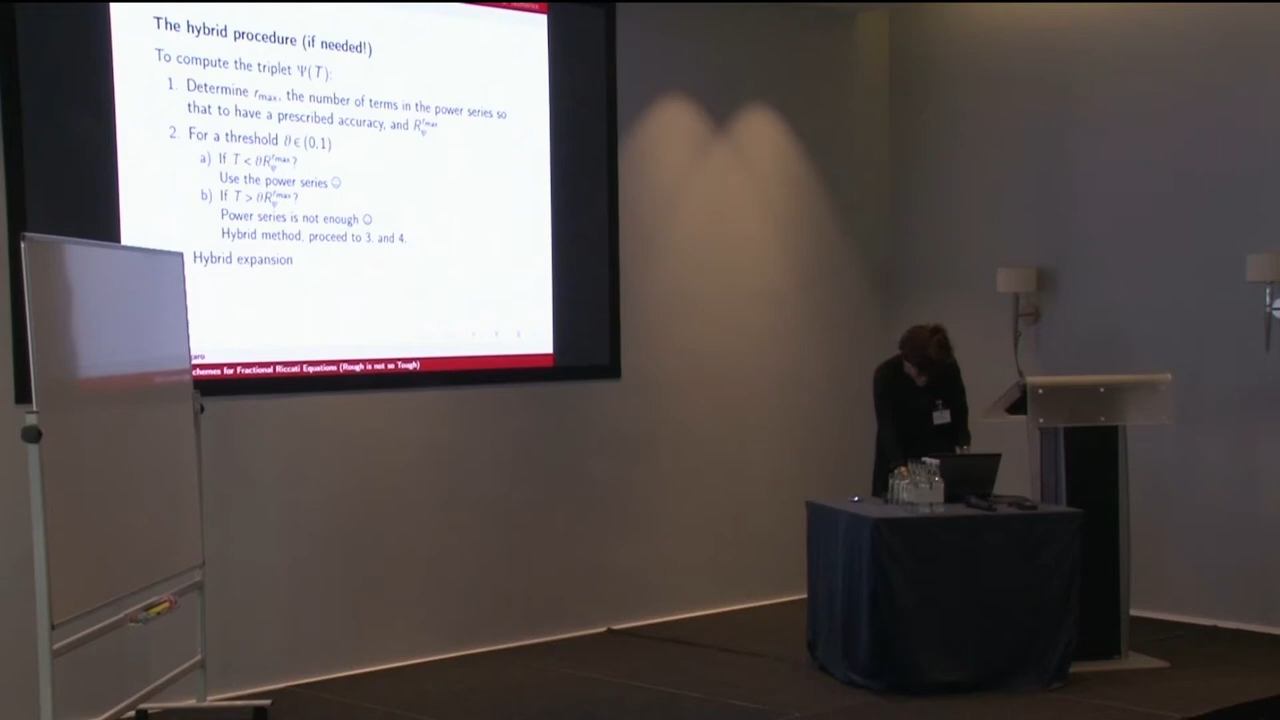 The hybrid procedure (if needed!)
To compute the triplet Ψ(T):
1. Determine r_max, the number of terms in the power series so
that to have a prescribed accuracy, and R_ψ^{r_max}
2. For a threshold θ ∈ (0.1)
a) If T < θR_ψ^{r_max}?
Use the power series ☺
b) If T > θR_ψ^{r_max}?
Power series is not enough ☹
Hybrid method, proceed to 3. and 4.
Hybrid expansion
chemes for Fractional Riccati Equations (Rough is not so Tough)